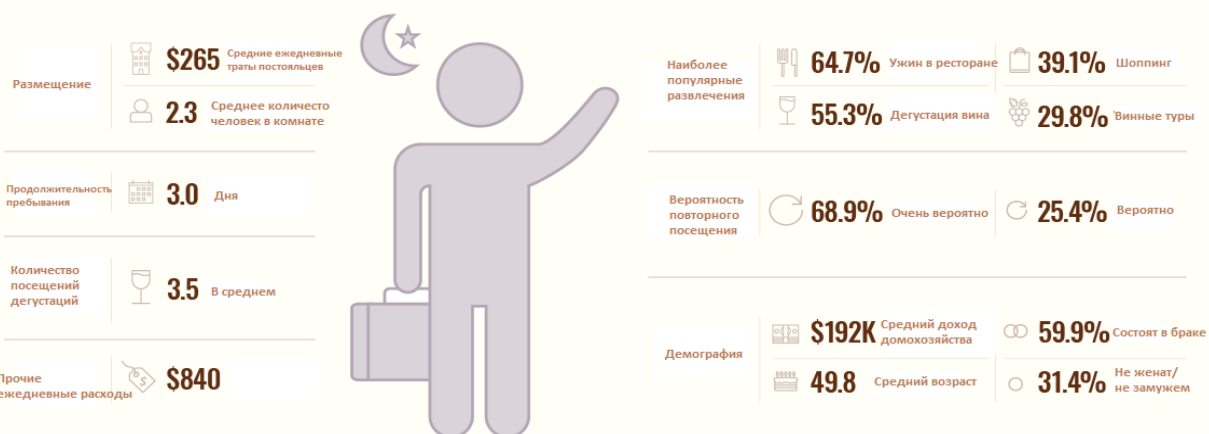 Размещение
$265 Средние ежедневные
траты постояльцев
2.3 Среднее количесто
человек в комнате
Продолжительность
пребывания
3.0 Дня
Количество
посещений
дегустаций
3.5 В среднем
Прочие
ежедневные расходы
$840
Наиболее
популярные
развлечения
64.7% Ужин в ресторане
39.1% Шоппинг
55.3% Дегустация вина
29.8% Винные туры
Вероятность
повторного
посещения
68.9% Очень вероятно
25.4% Вероятно
Демография
$192K Средний доход
домохозяйства
59.9% Состоят в браке
49.8 Средний возраст
31.4% Не женат/
не замужем